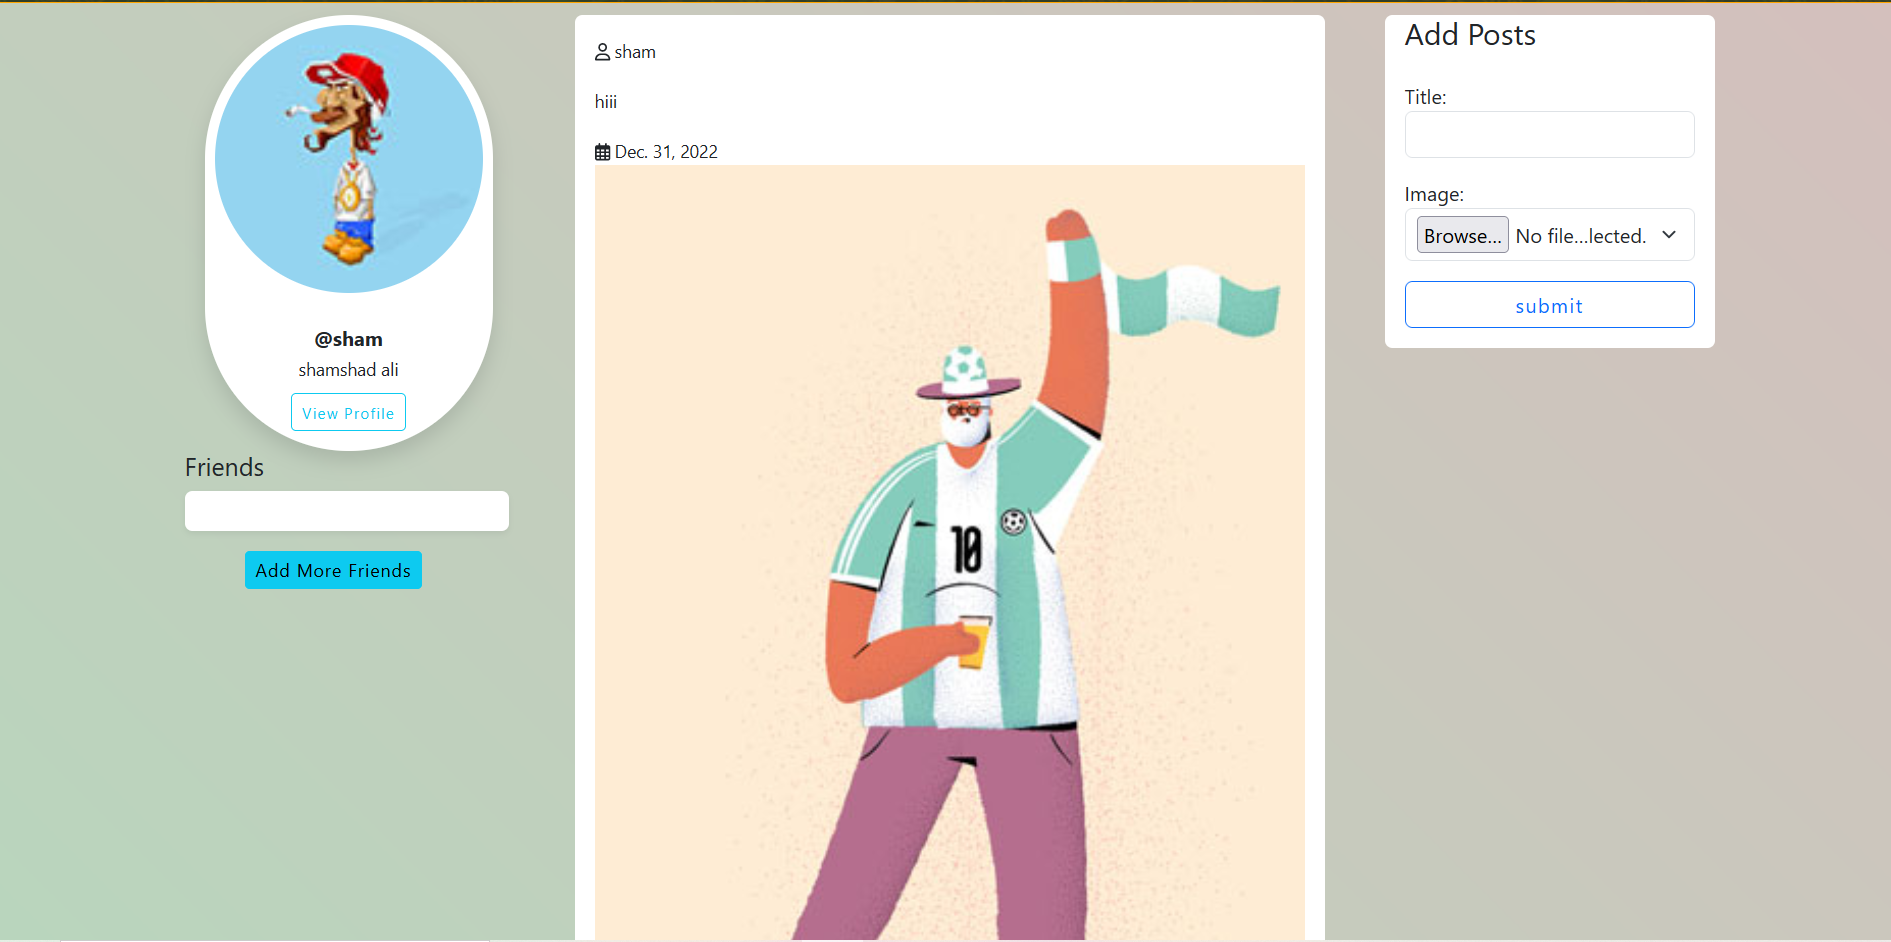 @sham
shamshad ali
View Profile
Friends
Add More Friends
sham
hiii
Dec. 31, 2022
10
Add Posts
Title:
Image:
Browse... No file...lected.
submit